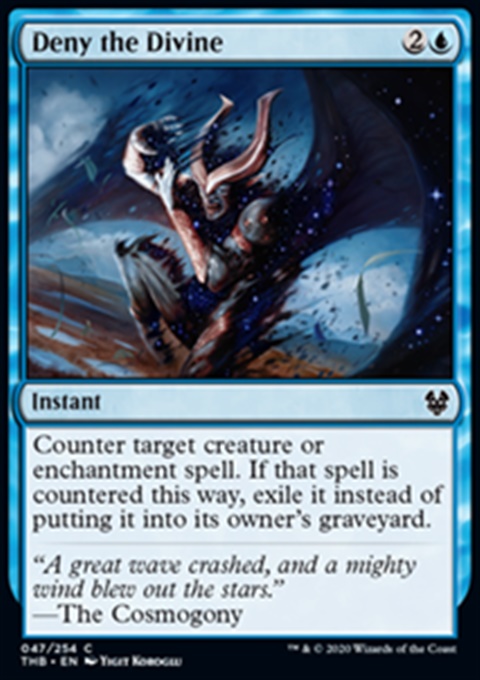 Deny the Divine 2
Instant
Counter target creature or
enchantment spell. If that spell is
countered this way, exile it instead of
putting it into its owner's graveyard.
"A great wave crashed, and a mighty
wind blew out the stars."
—The Cosmogony
047/254 C
THB • EN Yigit Koroglu
™ & © 2020 Wizards of the Coast